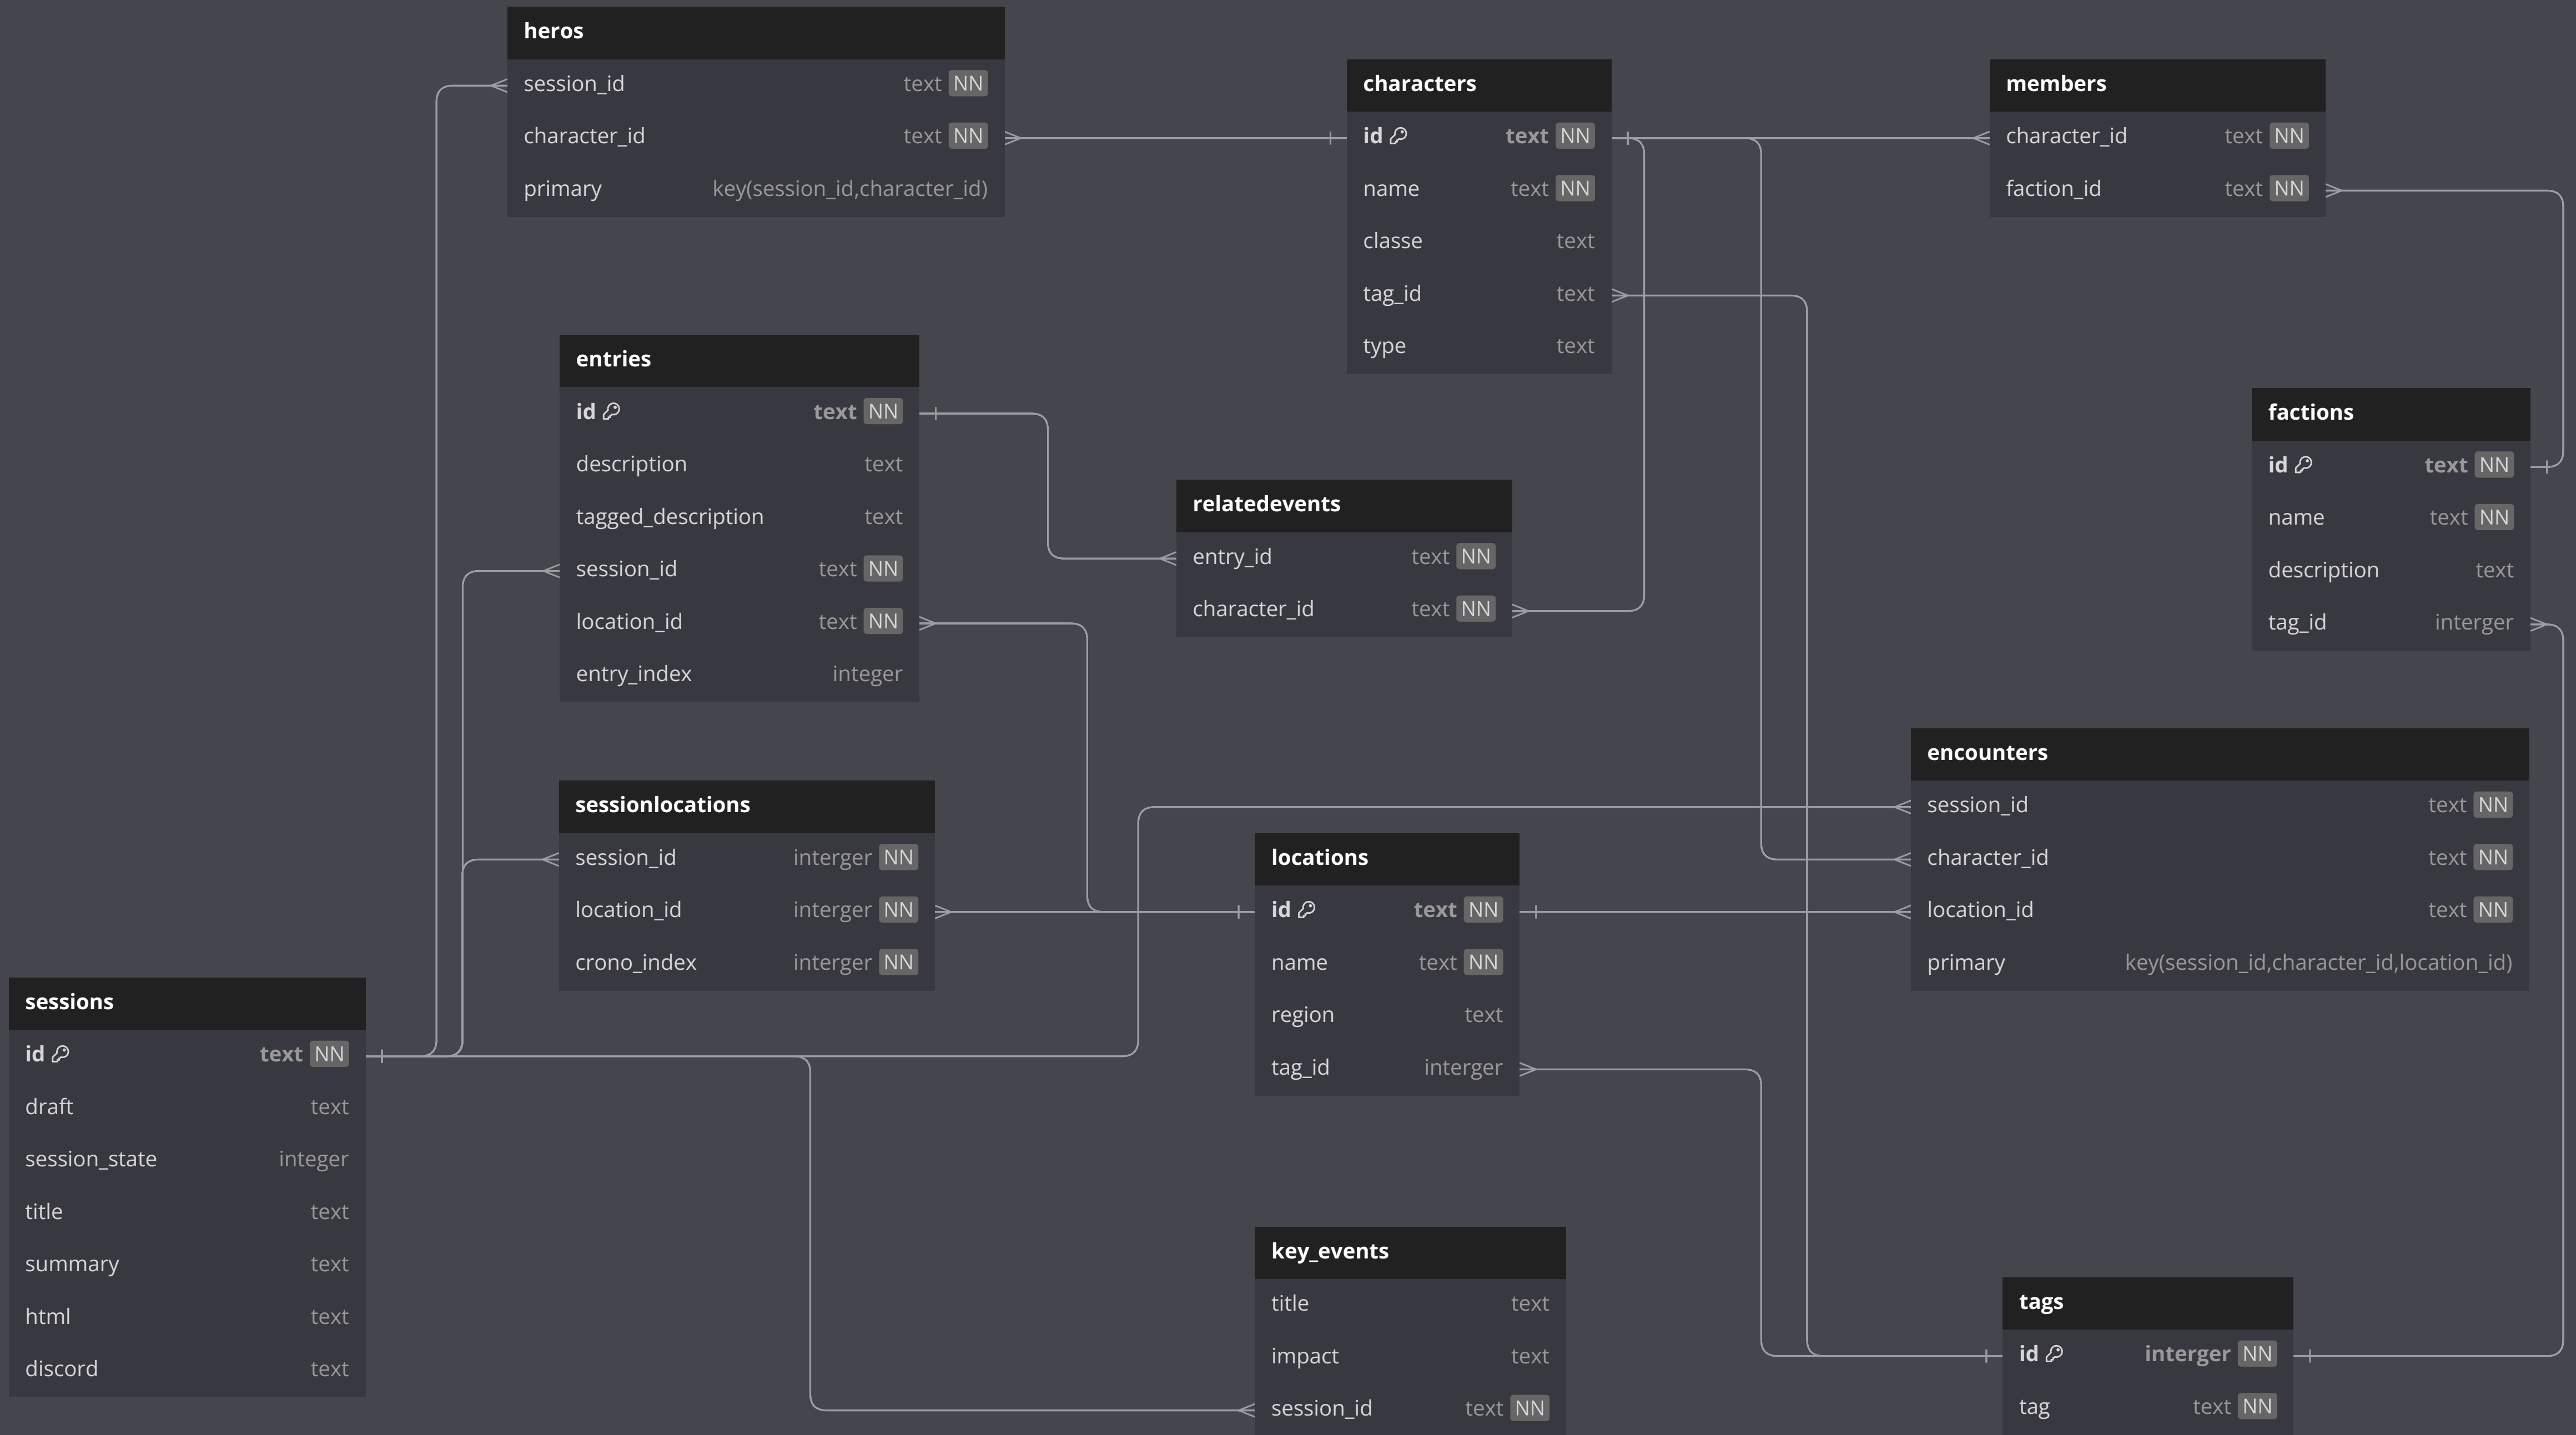 heros
session_id text NN
character_id text NN
primary key(session_id,character_id)
characters
id text NN
name text NN
classe text
tag_id text
type text
members
character_id text NN
faction_id text NN
entries
id text NN
description text
tagged_description text
session_id text NN
location_id text NN
entry_index integer
relatedevents
entry_id text NN
character_id text NN
factions
id text NN
name text NN
description text
tag_id interger
sessionlocations
session_id interger NN
location_id interger NN
crono_index interger NN
locations
id text NN
name text NN
region text
tag_id interger
encounters
session_id text NN
character_id text NN
location_id text NN
primary key(session_id,character_id,location_id)
sessions
id text NN
draft text
session_state integer
title text
summary text
html text
discord text
key_events
title text
impact text
session_id text NN
tags
id interger NN
tag text NN